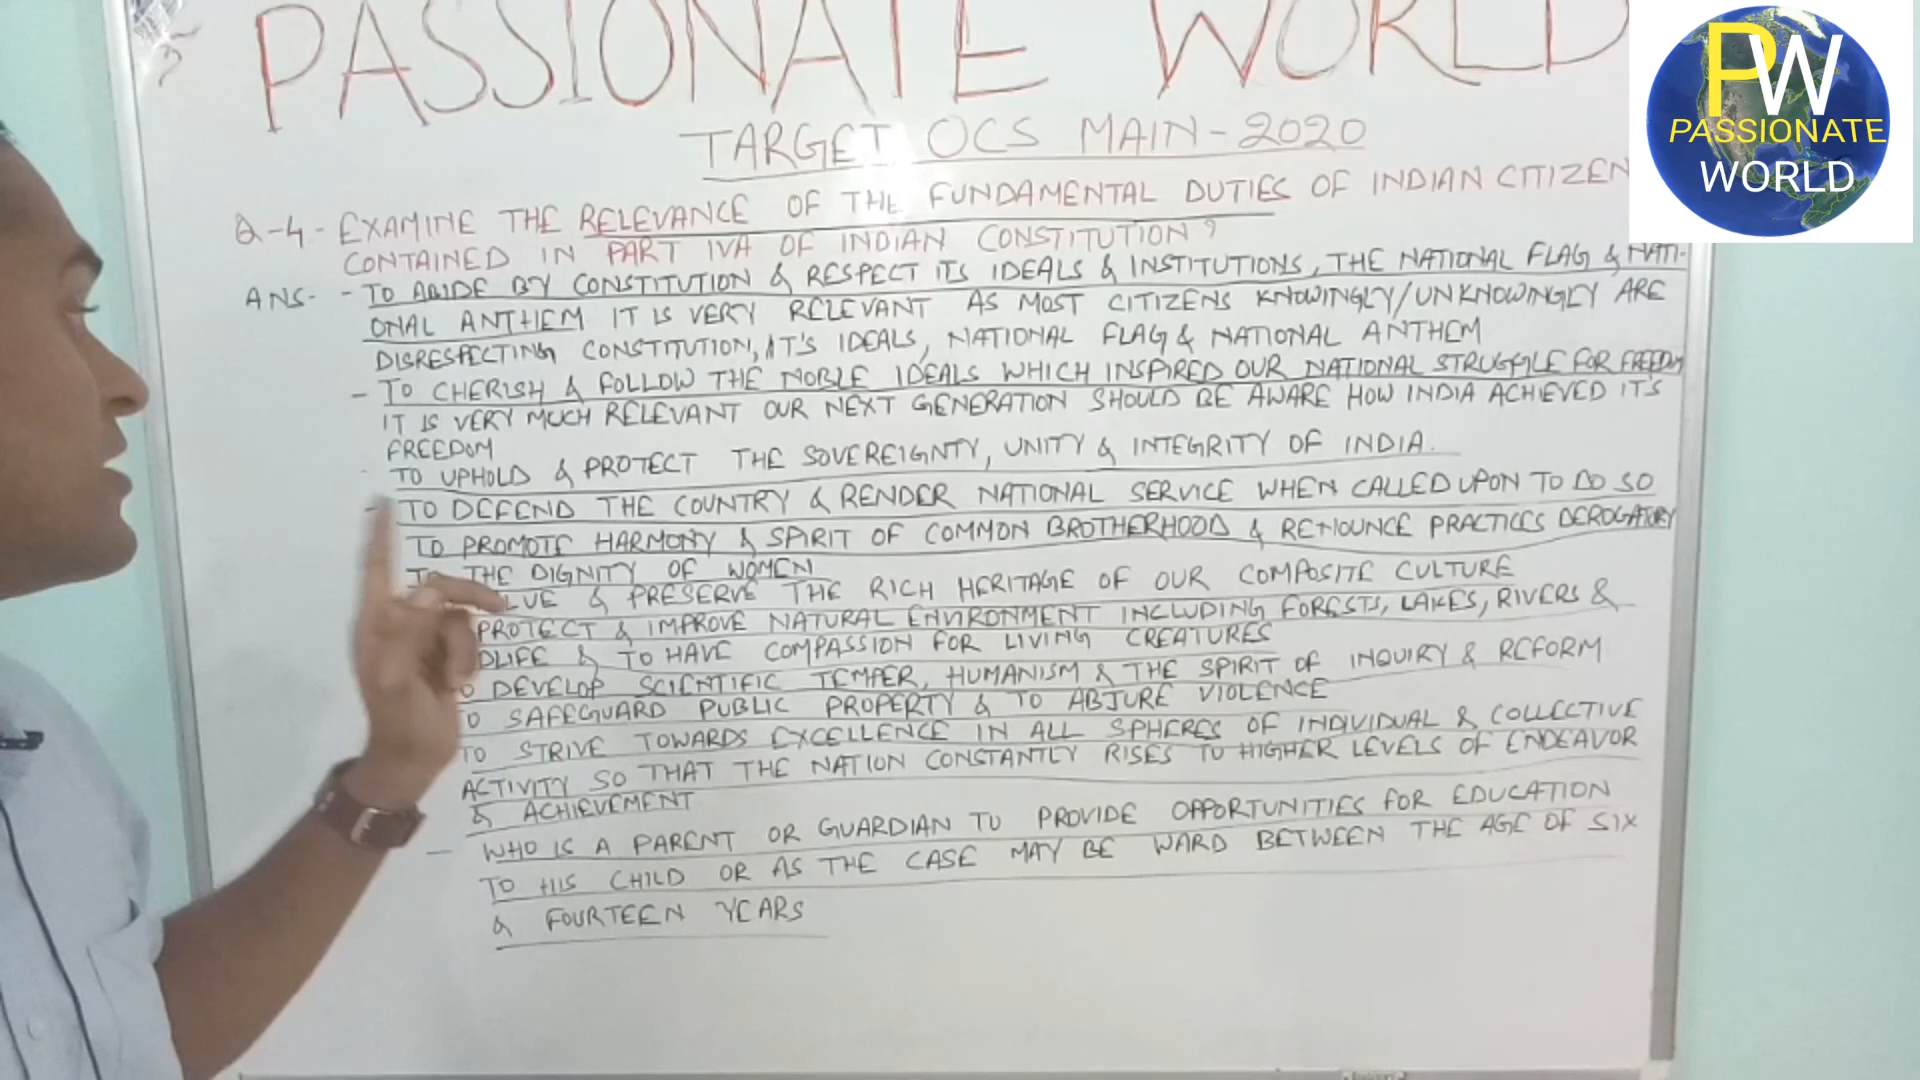 PASSIONATE WORLD
PW
PASSIONATE
WORLD
TARGET OCS MAIN-2020
Q-4- EXAMINE THE RELEVANCE OF THE FUNDAMENTAL DUTIES OF INDIAN CITIZEN
CONTAINED IN PART IVA OF INDIAN CONSTITUTION?
ANS- - TO ABIDE BY CONSTITUTION & RESPECT ITS IDEALS & INSTITUTIONS, THE NATIONAL FLAG & NATI-
ONAL ANTHEM IT IS VERY RELEVANT AS MOST CITIZENS KNOWINGLY/UNKNOWINGLY ARE
DISRESPECTING CONSTITUTION, IT'S IDEALS, NATIONAL FLAG & NATIONAL ANTHEM
- TO CHERISH & FOLLOW THE NOBLE IDEALS WHICH INSPIRED OUR NATIONAL STRUGGLE FOR FREEDOM
IT IS VERY MUCH RELEVANT OUR NEXT GENERATION SHOULD BE AWARE HOW INDIA ACHIEVED IT'S
FREEDOM
- TO UPHOLD & PROTECT THE SOVEREIGNTY, UNITY & INTEGRITY OF INDIA.
- TO DEFEND THE COUNTRY & RENDER NATIONAL SERVICE WHEN CALLED UPON TO DO SO
TO PROMOTE HARMONY & SPIRIT OF COMMON BROTHERHOOD & RENOUNCE PRACTICES DEROGATORY
TO THE DIGNITY OF WOMEN
LUE & PRESERVE THE RICH HERITAGE OF OUR COMPOSITE CULTURE
PROTECT & IMPROVE NATURAL ENVIRONMENT INCLUDING FORESTS, LAKES, RIVERS &
DLIFE & TO HAVE COMPASSION FOR LIVING CREATURES
O DEVELOP SCIENTIFIC TEMPER, HUMANISM & THE SPIRIT OF INQUIRY & REFORM
TO SAFEGUARD PUBLIC PROPERTY & TO ABJURE VIOLENCE
TO STRIVE TOWARDS EXCELLENCE IN ALL SPHERES OF INDIVIDUAL & COLLECTIVE
ACTIVITY SO THAT THE NATION CONSTANTLY RISES TO HIGHER LEVELS OF ENDEAVOR
& ACHIEVEMENT
- WHO IS A PARENT OR GUARDIAN TO PROVIDE OPPORTUNITIES FOR EDUCATION
TO HIS CHILD OR AS THE CASE MAY BE WARD BETWEEN THE AGE OF SIX
& FOURTEEN YEARS